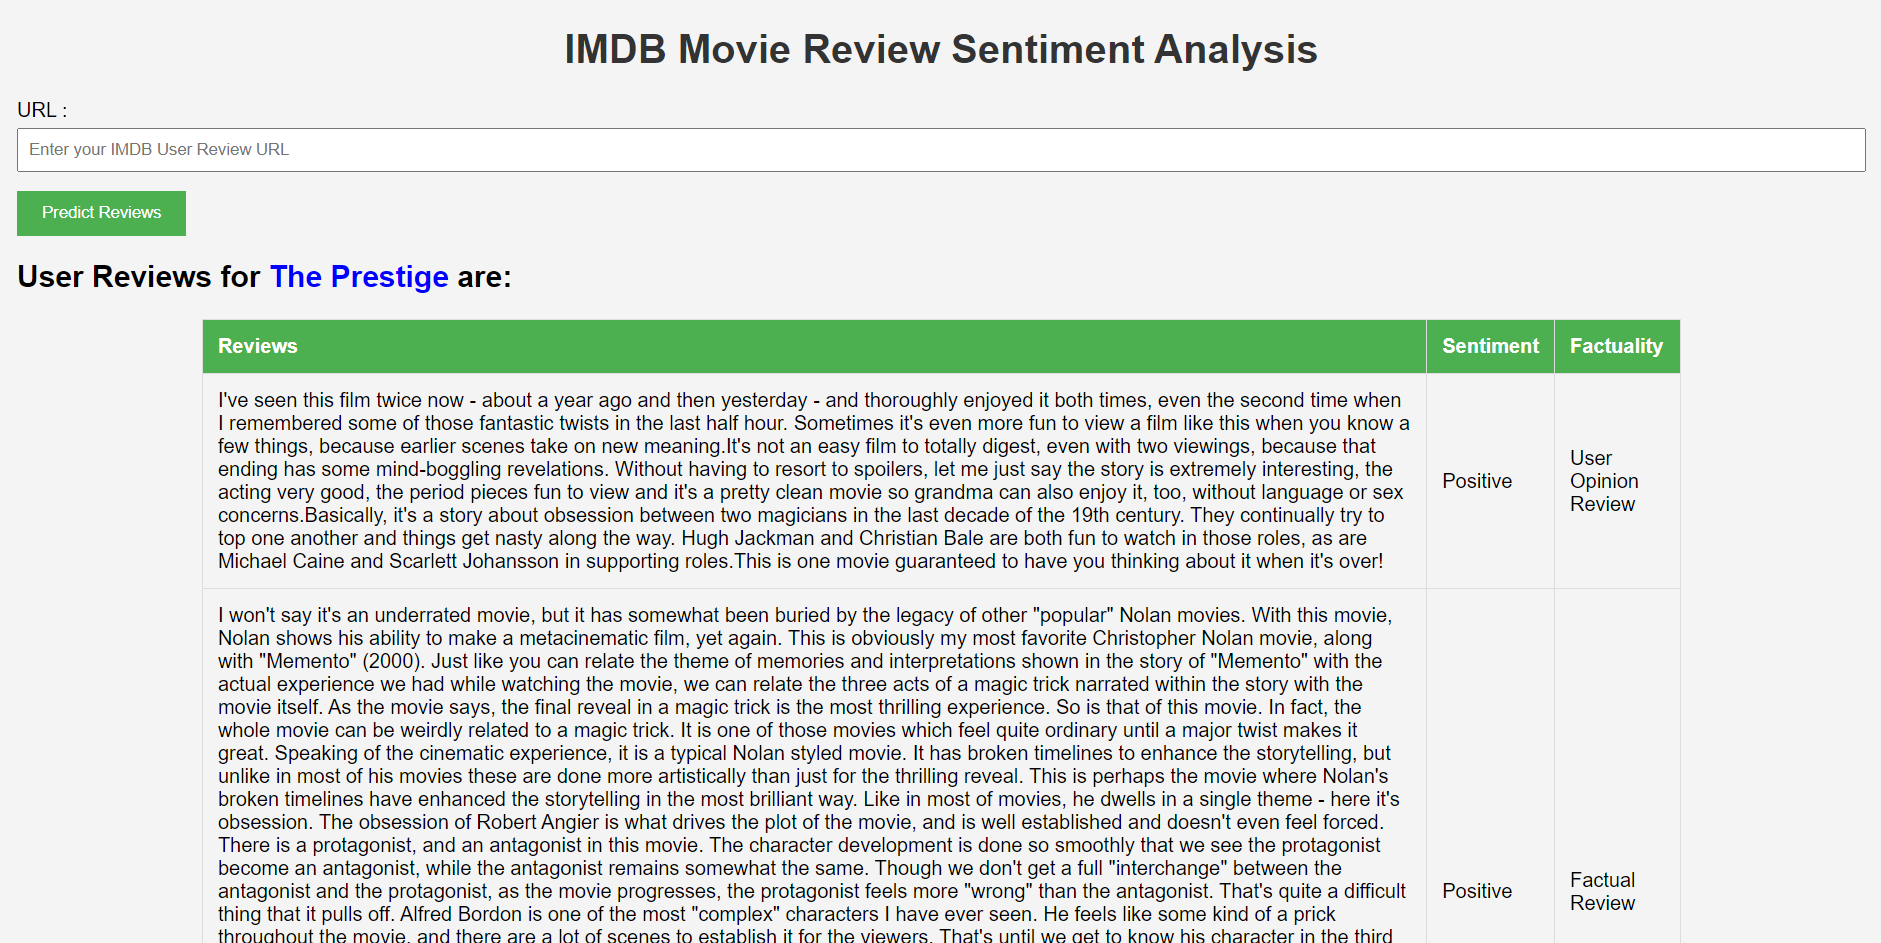 IMDB Movie Review Sentiment Analysis
URL :
Enter your IMDB User Review URL
Predict Reviews
User Reviews for The Prestige are:
Reviews
Sentiment
Factuality
I've seen this film twice now - about a year ago and then yesterday - and thoroughly enjoyed it both times, even the second time when
I remembered some of those fantastic twists in the last half hour. Sometimes it's even more fun to view a film like this when you know a
few things, because earlier scenes take on new meaning.It's not an easy film to totally digest, even with two viewings, because that
ending has some mind-boggling revelations. Without having to resort to spoilers, let me just say the story is extremely interesting, the
acting very good, the period pieces fun to view and it's a pretty clean movie so grandma can also enjoy it, too, without language or sex
concerns.Basically, it's a story about obsession between two magicians in the last decade of the 19th century. They continually try to
top one another and things get nasty along the way. Hugh Jackman and Christian Bale are both fun to watch in those roles, as are
Michael Caine and Scarlett Johansson in supporting roles.This is one movie guaranteed to have you thinking about it when it's over!
Positive
User
Opinion
Review
I won't say it's an underrated movie, but it has somewhat been buried by the legacy of other "popular" Nolan movies. With this movie,
Nolan shows his ability to make a metacinematic film, yet again. This is obviously my most favorite Christopher Nolan movie, along
with "Memento" (2000). Just like you can relate the theme of memories and interpretations shown in the story of "Memento" with the
actual experience we had while watching the movie, we can relate the three acts of a magic trick narrated within the story with the
movie itself. As the movie says, the final reveal in a magic trick is the most thrilling experience. So is that of this movie. In fact, the
whole movie can be weirdly related to a magic trick. It is one of those movies which feel quite ordinary until a major twist makes it
great. Speaking of the cinematic experience, it is a typical Nolan styled movie. It has broken timelines to enhance the storytelling, but
unlike in most of his movies these are done more artistically than just for the thrilling reveal. This is perhaps the movie where Nolan's
broken timelines have enhanced the storytelling in the most brilliant way. Like in most of movies, he dwells in a single theme - here it's
obsession. The obsession of Robert Angier is what drives the plot of the movie, and is well established and doesn't even feel forced.
There is a protagonist, and an antagonist in this movie. The character development is done so smoothly that we see the protagonist
become an antagonist, while the antagonist remains somewhat the same. Though we don't get a full "interchange" between the
antagonist and the protagonist, as the movie progresses, the protagonist feels more "wrong" than the antagonist. That's quite a difficult
thing that it pulls off. Alfred Bordon is one of the most "complex" characters I have ever seen. He feels like some kind of a prick
throughout the movie, and there are a lot of scenes to establish it for the viewers. That's until we get to know his character in the third
Positive
Factual
Review